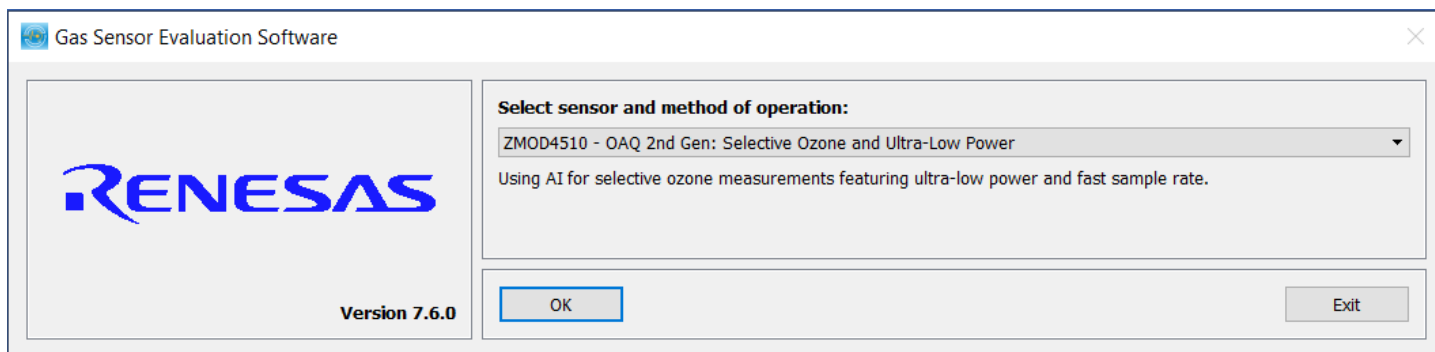 Gas Sensor Evaluation Software
RENESAS
Version 7.6.0
Select sensor and method of operation:
ZMOD4510 - OAQ 2nd Gen: Selective Ozone and Ultra-Low Power
Using AI for selective ozone measurements featuring ultra-low power and fast sample rate.
OK
Exit